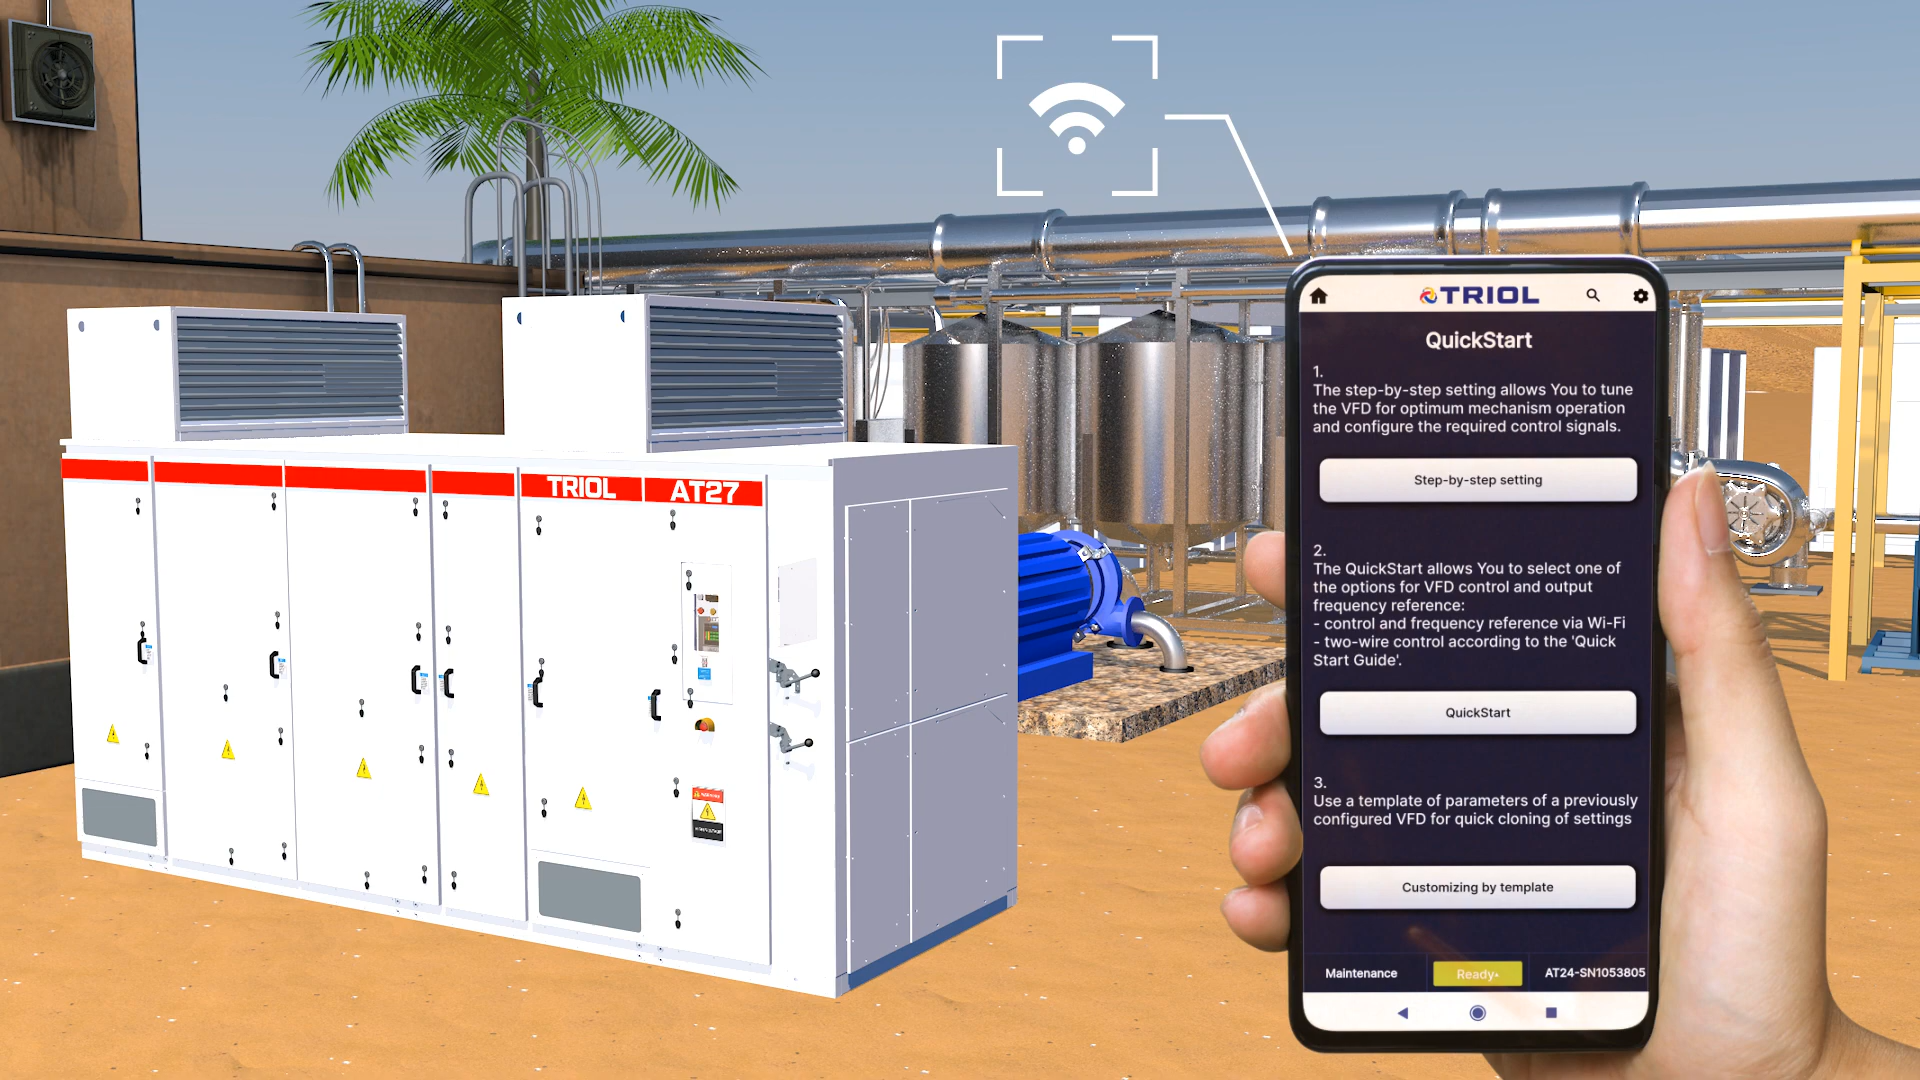 TRIOL
AT27
WARNING
TRIOL
QuickStart
1.
The step-by-step setting allows You to tune
the VFD for optimum mechanism operation
and configure the required control signals.
Step-by-step setting
2.
The QuickStart allows You to select one of
the options for VFD control and output
frequency reference:
- control and frequency reference via Wi-Fi
- two-wire control according to the 'Quick
Start Guide'.
QuickStart
3.
Use a template of parameters of a previously
configured VFD for quick cloning of settings
Customizing by template
Maintenance
Ready
AT24-SN1053805